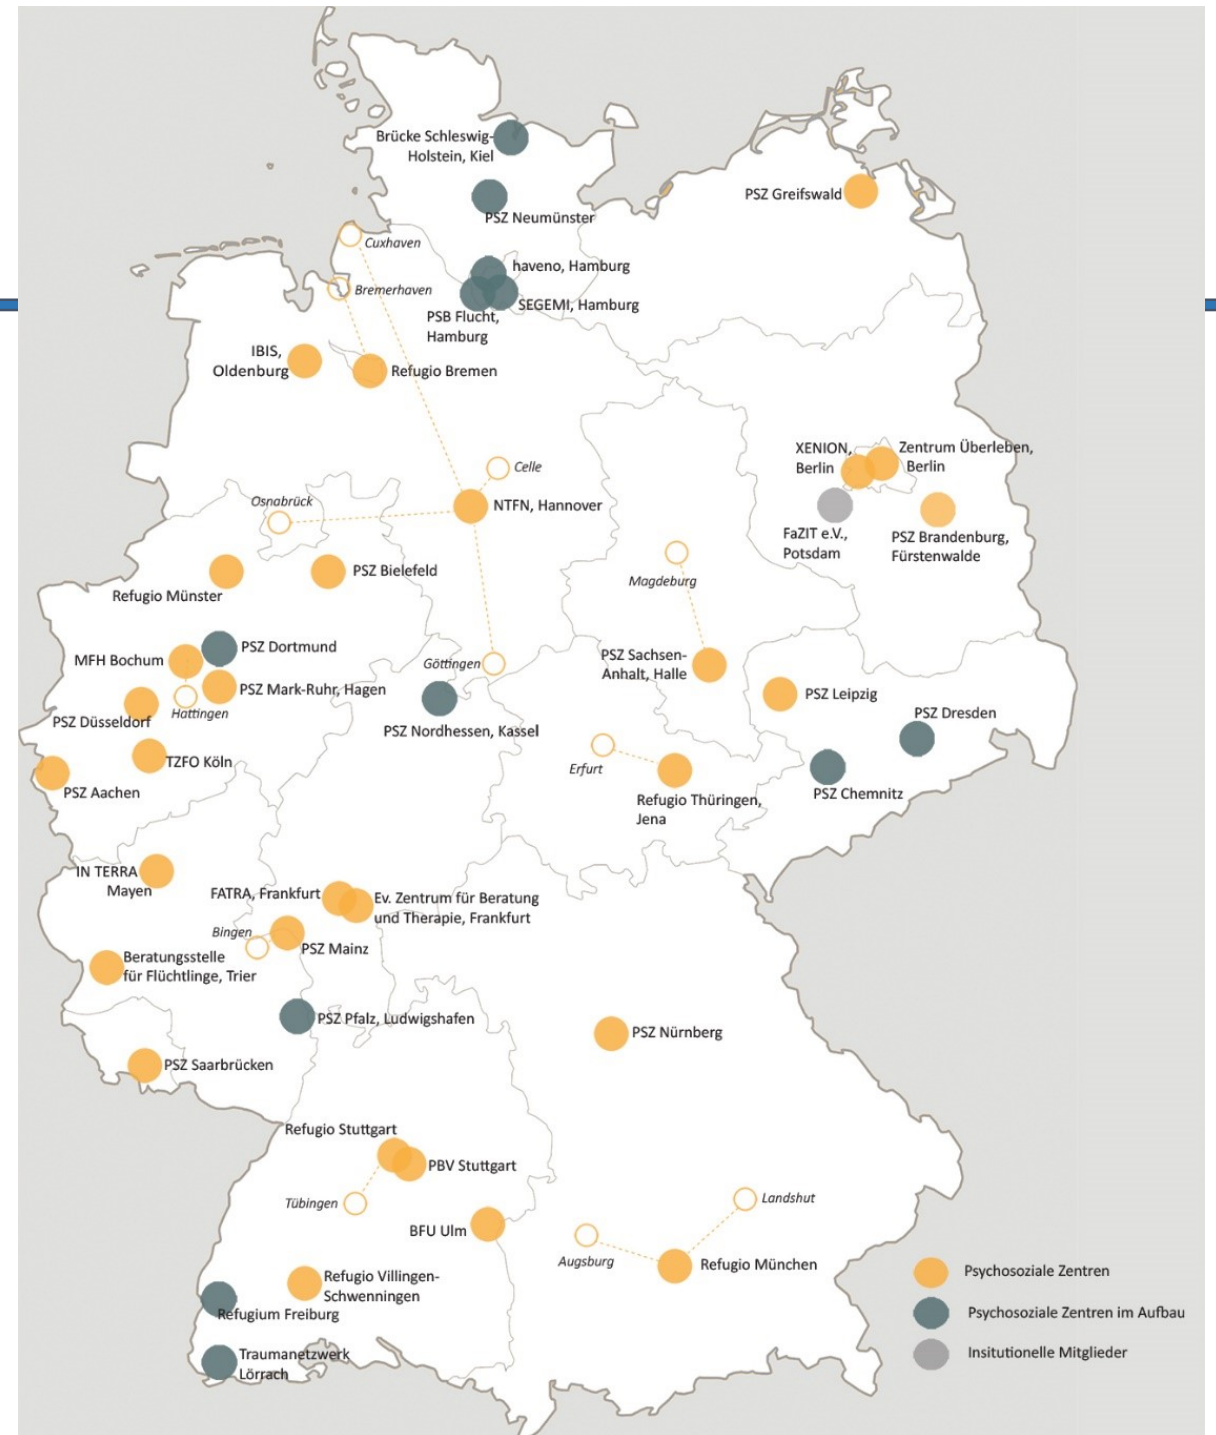 Brücke Schleswig-
Holstein, Kiel
PSZ Greifswald
PSZ Neumünster
Cuxhaven
haveno, Hamburg
Bremerhaven
SEGEMI, Hamburg
PSB Flucht,
Hamburg
IBIS,
Oldenburg
Refugio Bremen
XENION,
Berlin
Zentrum Überleben,
Berlin
Celle
Osnabrück
NTFN, Hannover
FaZIT e.V.,
Potsdam
PSZ Brandenburg,
Fürstenwalde
PSZ Bielefeld
Magdeburg
Refugio Münster
PSZ Dortmund
MFH Bochum
Göttingen
PSZ Sachsen-
Anhalt, Halle
PSZ Mark-Ruhr, Hagen
PSZ Leipzig
Hattingen
PSZ Düsseldorf
PSZ Dresden
PSZ Nordhessen, Kassel
TZFO Köln
Erfurt
PSZ Aachen
PSZ Chemnitz
Refugio Thüringen,
Jena
IN TERRA
Mayen
FATRA, Frankfurt
Ev. Zentrum für Beratung
und Therapie, Frankfurt
Bingen
PSZ Mainz
Beratungsstelle
für Flüchtlinge, Trier
PSZ Pfalz, Ludwigshafen
PSZ Nürnberg
PSZ Saarbrücken
Refugio Stuttgart
PBV Stuttgart
Tübingen
Landshut
BFU Ulm
Augsburg
Refugio München
Refugio Villingen-
Schwenningen
Refugium Freiburg
Traumanetzwerk
Lörrach
Psychosoziale Zentren
Psychosoziale Zentren im Aufbau
Insitutionelle Mitglieder